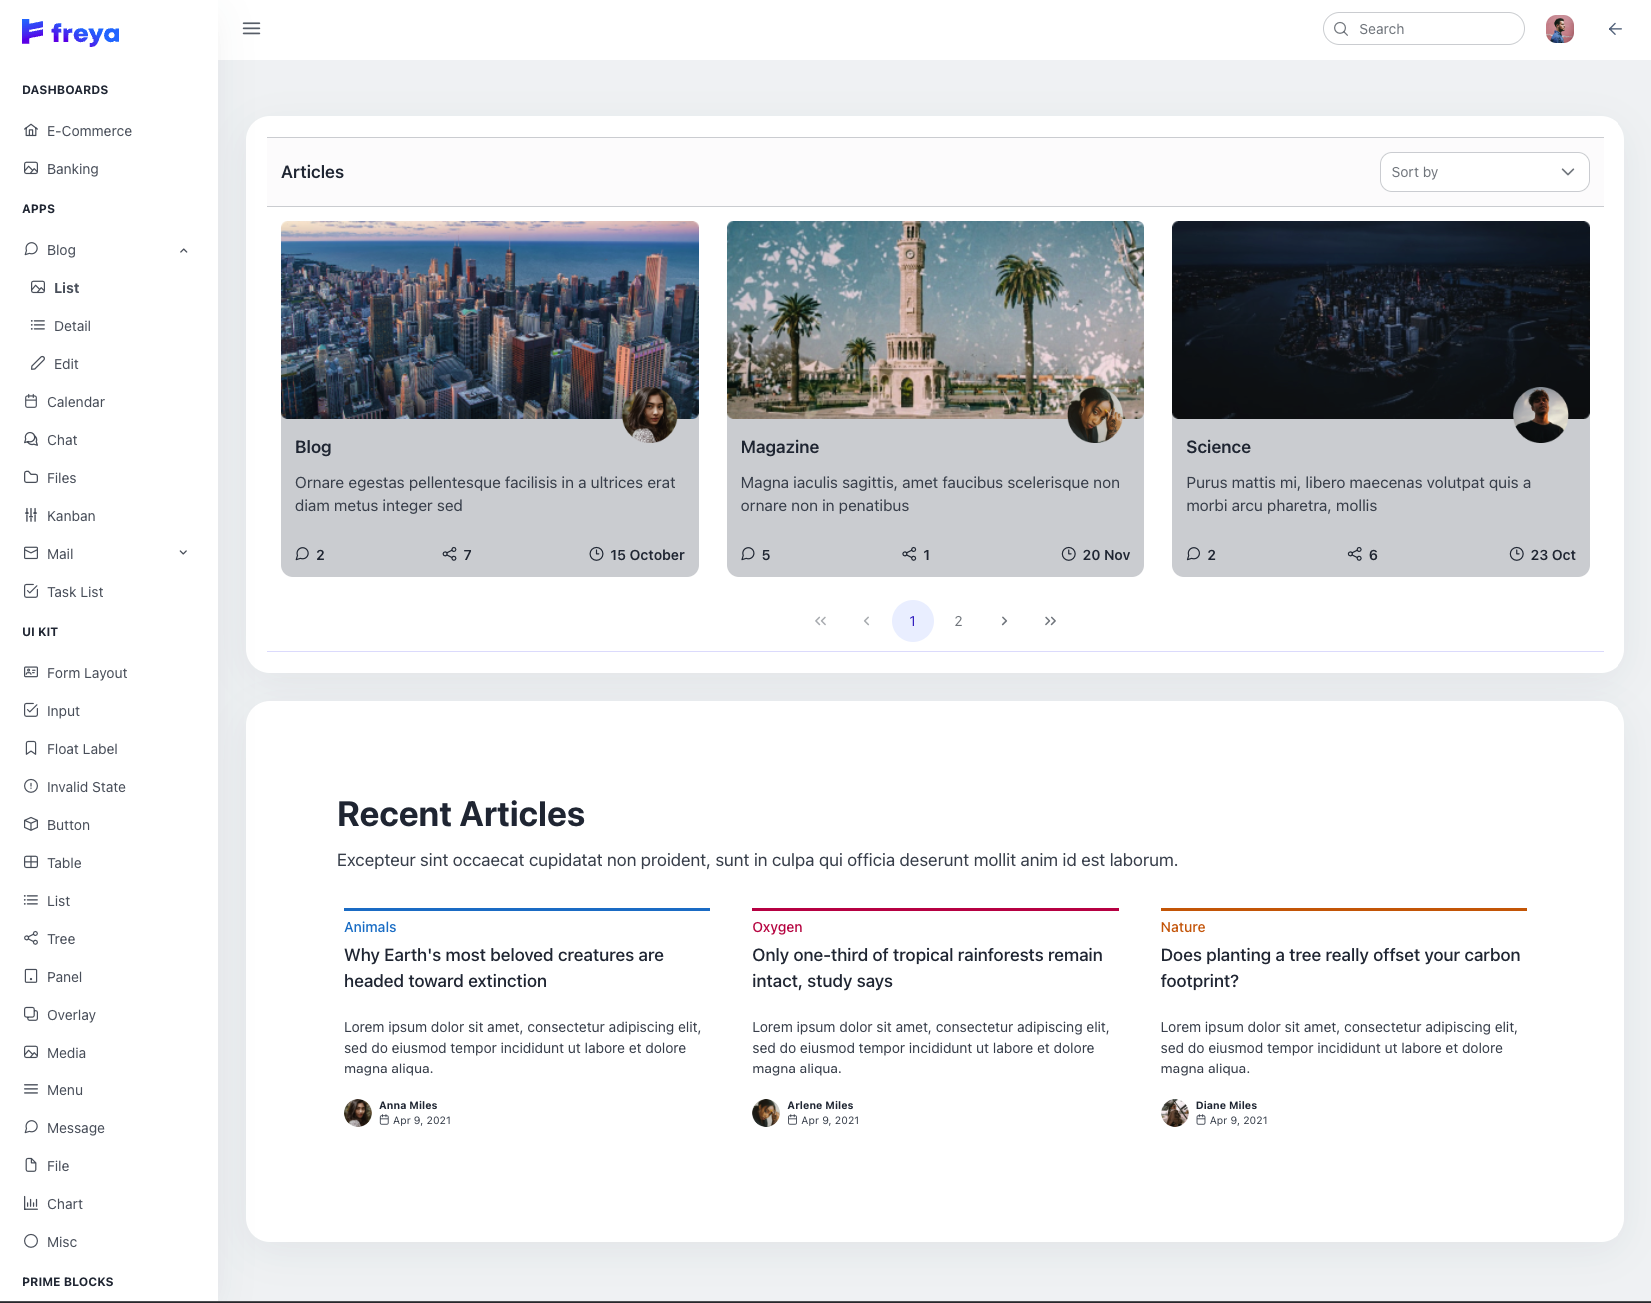 freya
Search
DASHBOARDS
E-Commerce
Banking
APPS
Blog
List
Detail
Edit
Calendar
Chat
Files
Kanban
Mail
Task List
UI KIT
Form Layout
Input
Float Label
Invalid State
Button
Table
List
Tree
Panel
Overlay
Media
Menu
Message
File
Chart
Misc
PRIME BLOCKS
Articles
Sort by
Blog
Ornare egestas pellentesque facilisis in a ultrices erat
diam metus integer sed
2 7 15 October
Magazine
Magna iaculis sagittis, amet faucibus scelerisque non
ornare non in penatibus
5 1 20 Nov
Science
Purus mattis mi, libero maecenas volutpat quis a
morbi arcu pharetra, mollis
2 6 23 Oct
1 2
Recent Articles
Excepteur sint occaecat cupidatat non proident, sunt in culpa qui officia deserunt mollit anim id est laborum.
Animals
Why Earth's most beloved creatures are
headed toward extinction
Lorem ipsum dolor sit amet, consectetur adipiscing elit,
sed do eiusmod tempor incididunt ut labore et dolore
magna aliqua.
Anna Miles
Apr 9, 2021
Oxygen
Only one-third of tropical rainforests remain
intact, study says
Lorem ipsum dolor sit amet, consectetur adipiscing elit,
sed do eiusmod tempor incididunt ut labore et dolore
magna aliqua.
Arlene Miles
Apr 9, 2021
Nature
Does planting a tree really offset your carbon
footprint?
Lorem ipsum dolor sit amet, consectetur adipiscing elit,
sed do eiusmod tempor incididunt ut labore et dolore
magna aliqua.
Diane Miles
Apr 9, 2021